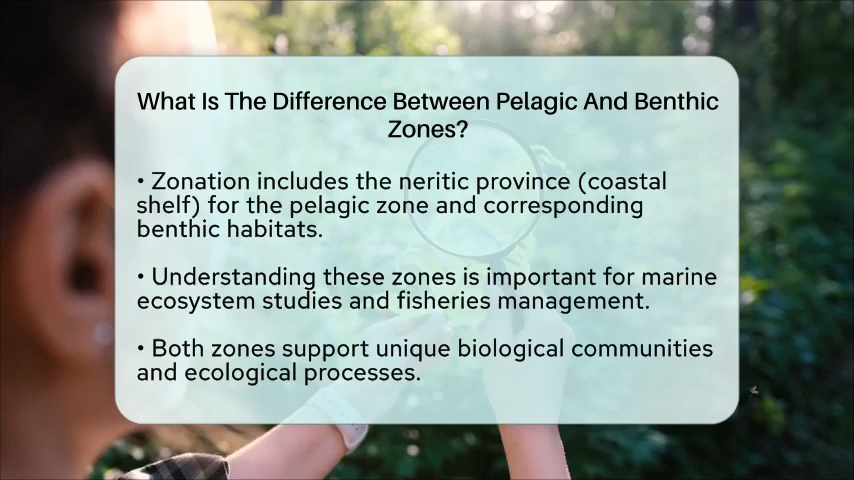 What Is The Difference Between Pelagic And Benthic
Zones?
• Zonation includes the neritic province (coastal
shelf) for the pelagic zone and corresponding
benthic habitats.
• Understanding these zones is important for marine
ecosystem studies and fisheries management.
• Both zones support unique biological communities
and ecological processes.